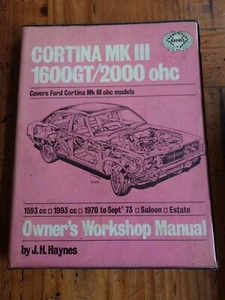 CORTINA MK III
1600GT/2000 ohc
Covers Ford Cortina Mk III ohc models
1593 cc □ 1993 cc □ 1970 to Sept' 73 □ Saloon □ Estate
Owner's Workshop Manual
by J. H. Haynes